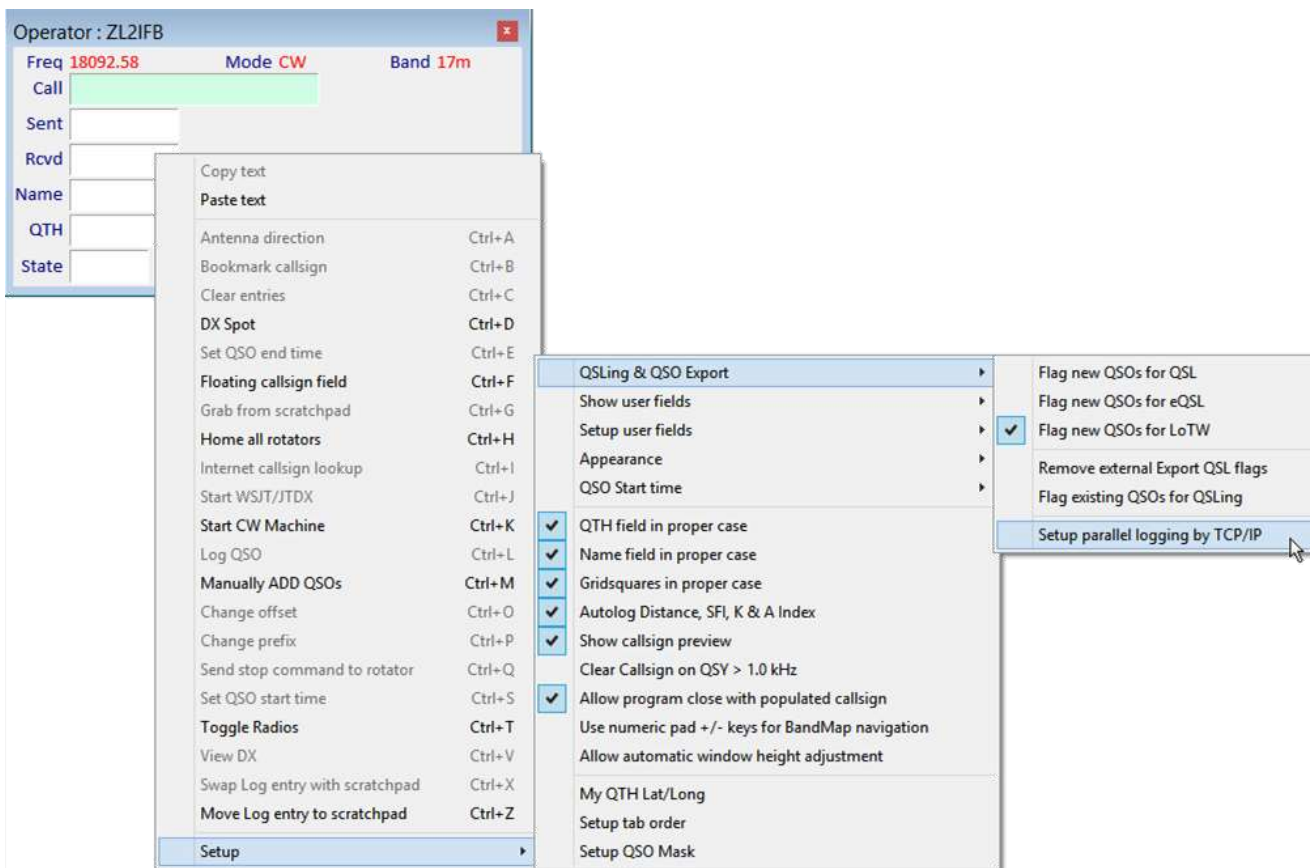 Operator : ZL2IFB
x
Freq 18092.58 Mode CW Band 17m
Call
Sent
Rcvd
Name
QTH
State
Copy text
Paste text
Antenna direction Ctrl+A
Bookmark callsign Ctrl+B
Clear entries Ctrl+C
DX Spot Ctrl+D
Set QSO end time Ctrl+E
Floating callsign field Ctrl+F
Grab from scratchpad Ctrl+G
Home all rotators Ctrl+H
Internet callsign lookup Ctrl+I
Start WSJT/JTDX Ctrl+J
Start CW Machine Ctrl+K
Log QSO Ctrl+L
Manually ADD QSOs Ctrl+M
Change offset Ctrl+O
Change prefix Ctrl+P
Send stop command to rotator Ctrl+Q
Set QSO start time Ctrl+S
Toggle Radios Ctrl+T
View DX Ctrl+V
Swap Log entry with scratchpad Ctrl+X
Move Log entry to scratchpad Ctrl+Z
Setup
QSLing & QSO Export
Show user fields
Setup user fields
Appearance
QSO Start time
QTH field in proper case
Name field in proper case
Gridsquares in proper case
Autolog Distance, SFI, K & A Index
Show callsign preview
Clear Callsign on QSY > 1.0 kHz
Allow program close with populated callsign
Use numeric pad +/- keys for BandMap navigation
Allow automatic window height adjustment
My QTH Lat/Long
Setup tab order
Setup QSO Mask
Flag new QSOs for QSL
Flag new QSOs for eQSL
Flag new QSOs for LoTW
Remove external Export QSL flags
Flag existing QSOs for QSLing
Setup parallel logging by TCP/IP